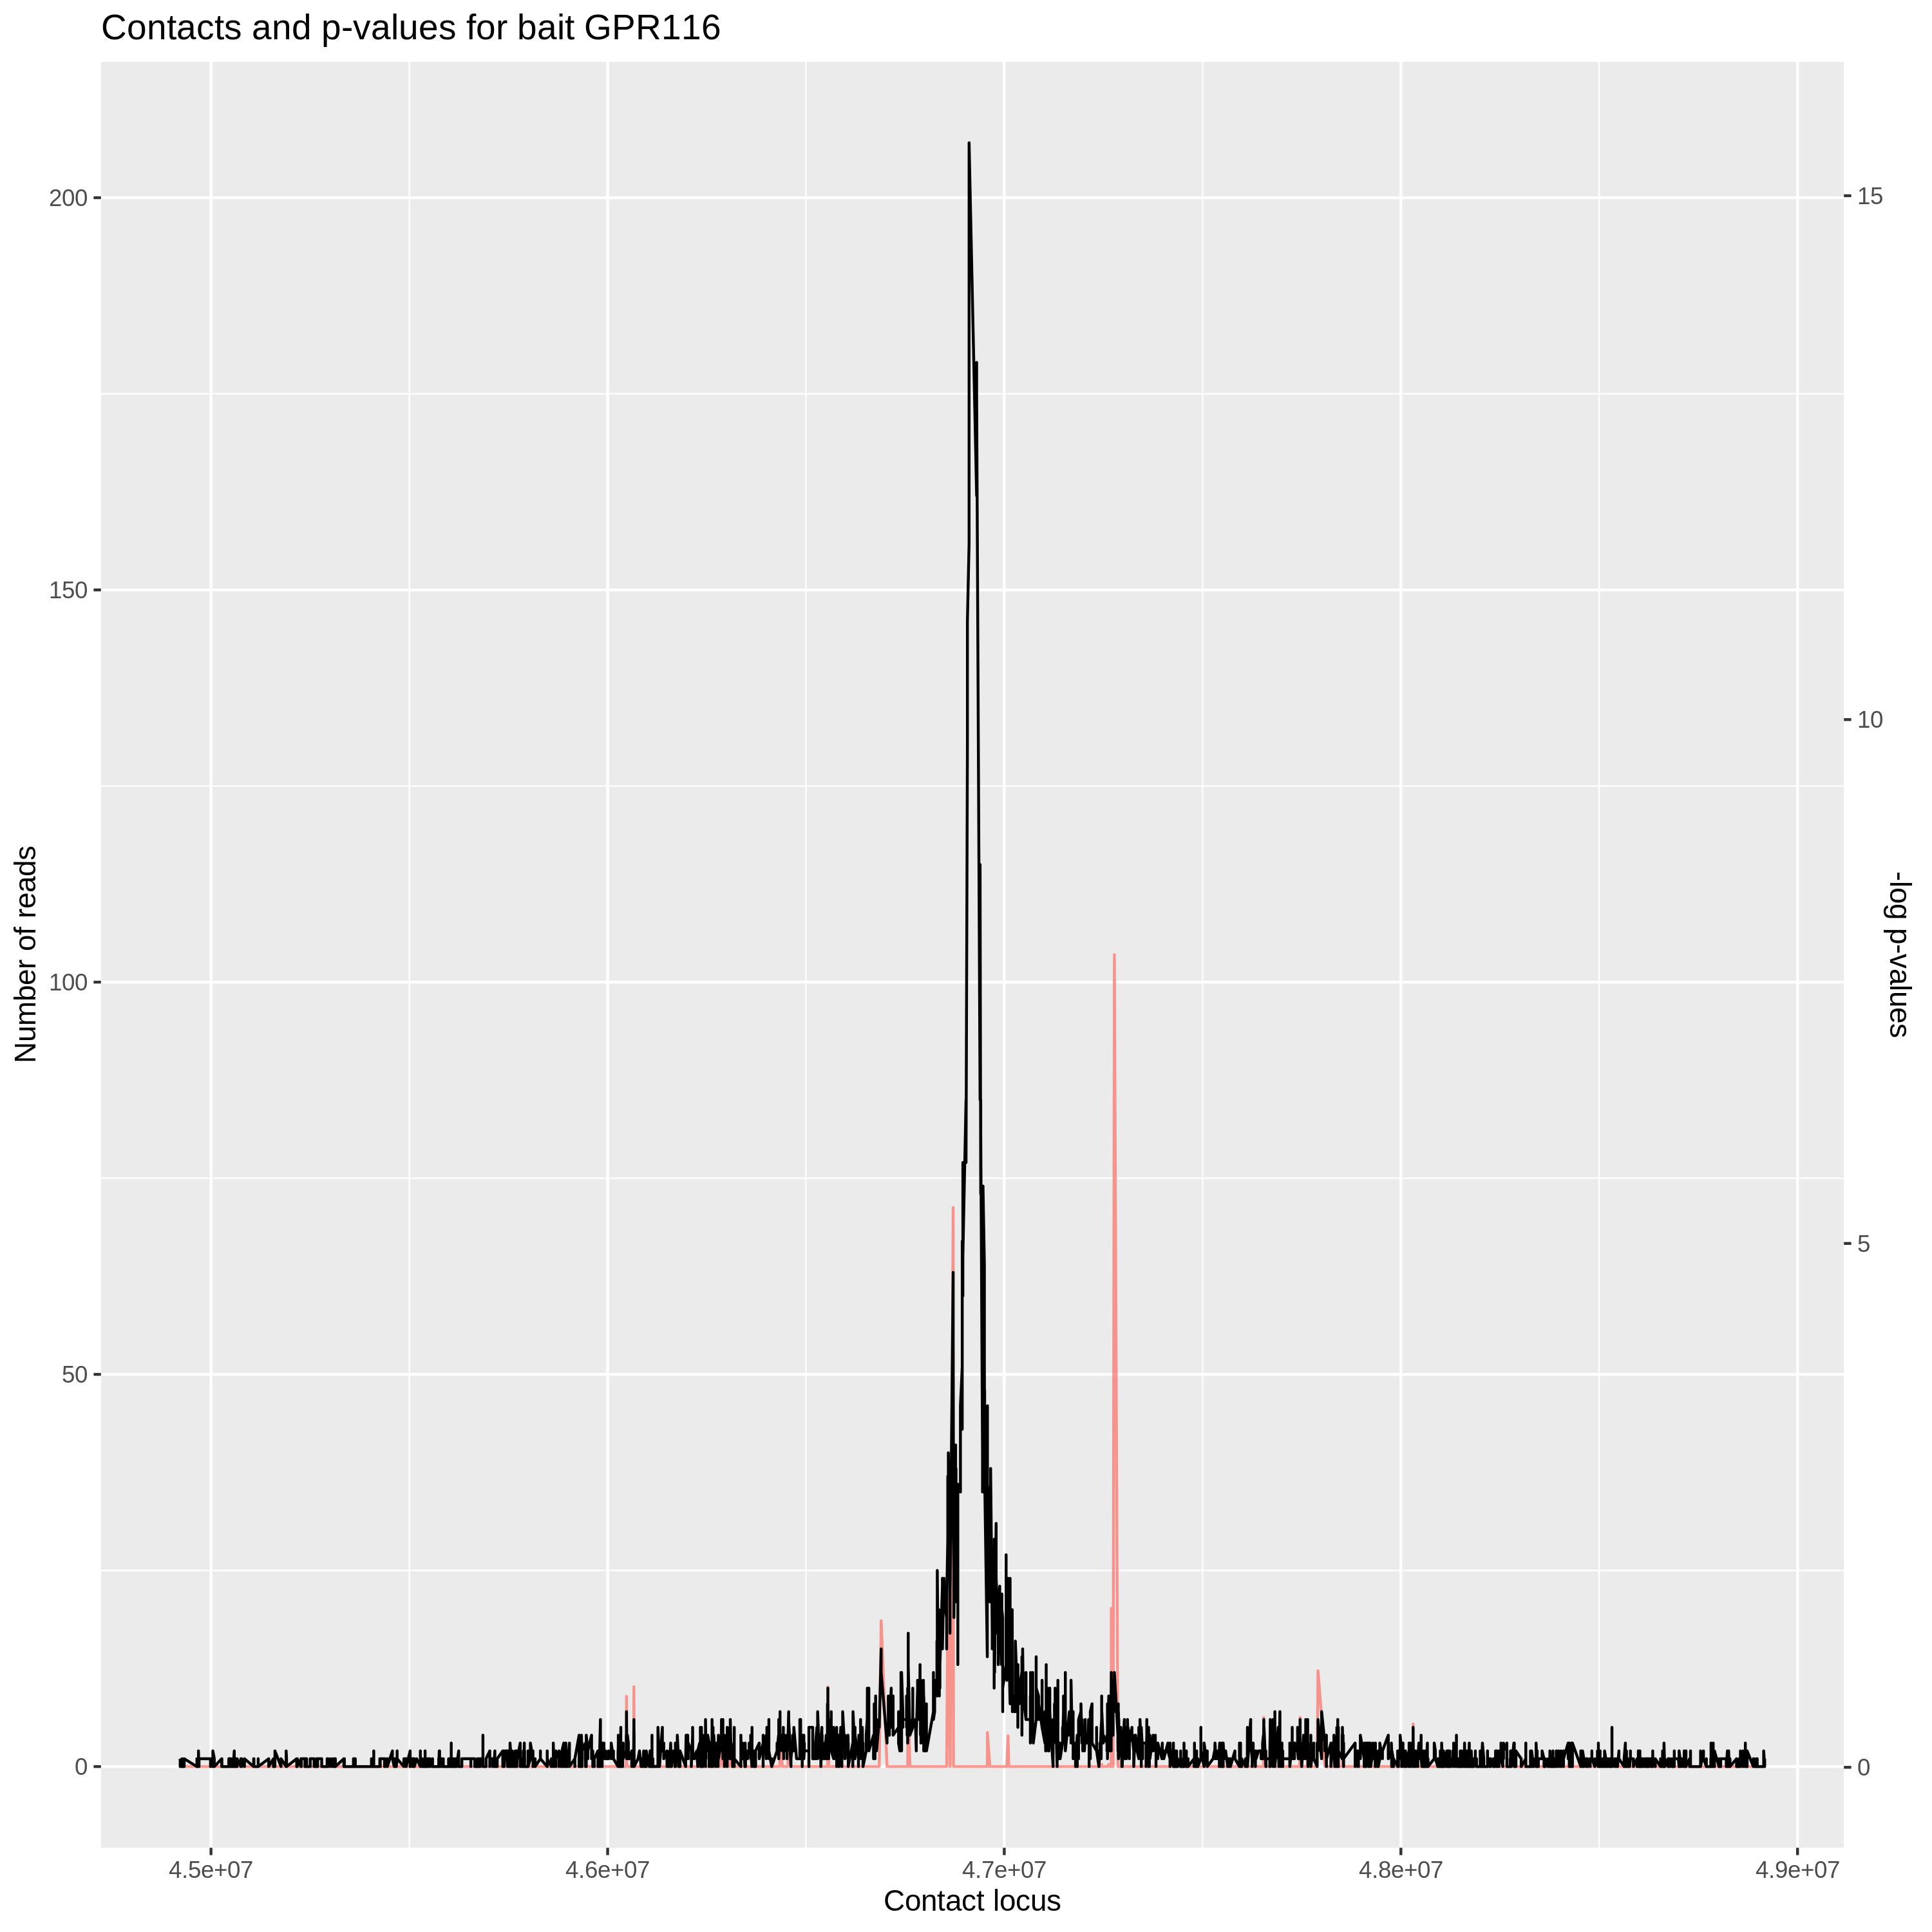 Contacts and p-values for bait GPR116
200
150
100
50
0
Number of reads
15
10
5
0
-log p-values
4.5e+07
4.6e+07
4.7e+07
4.8e+07
4.9e+07
Contact locus